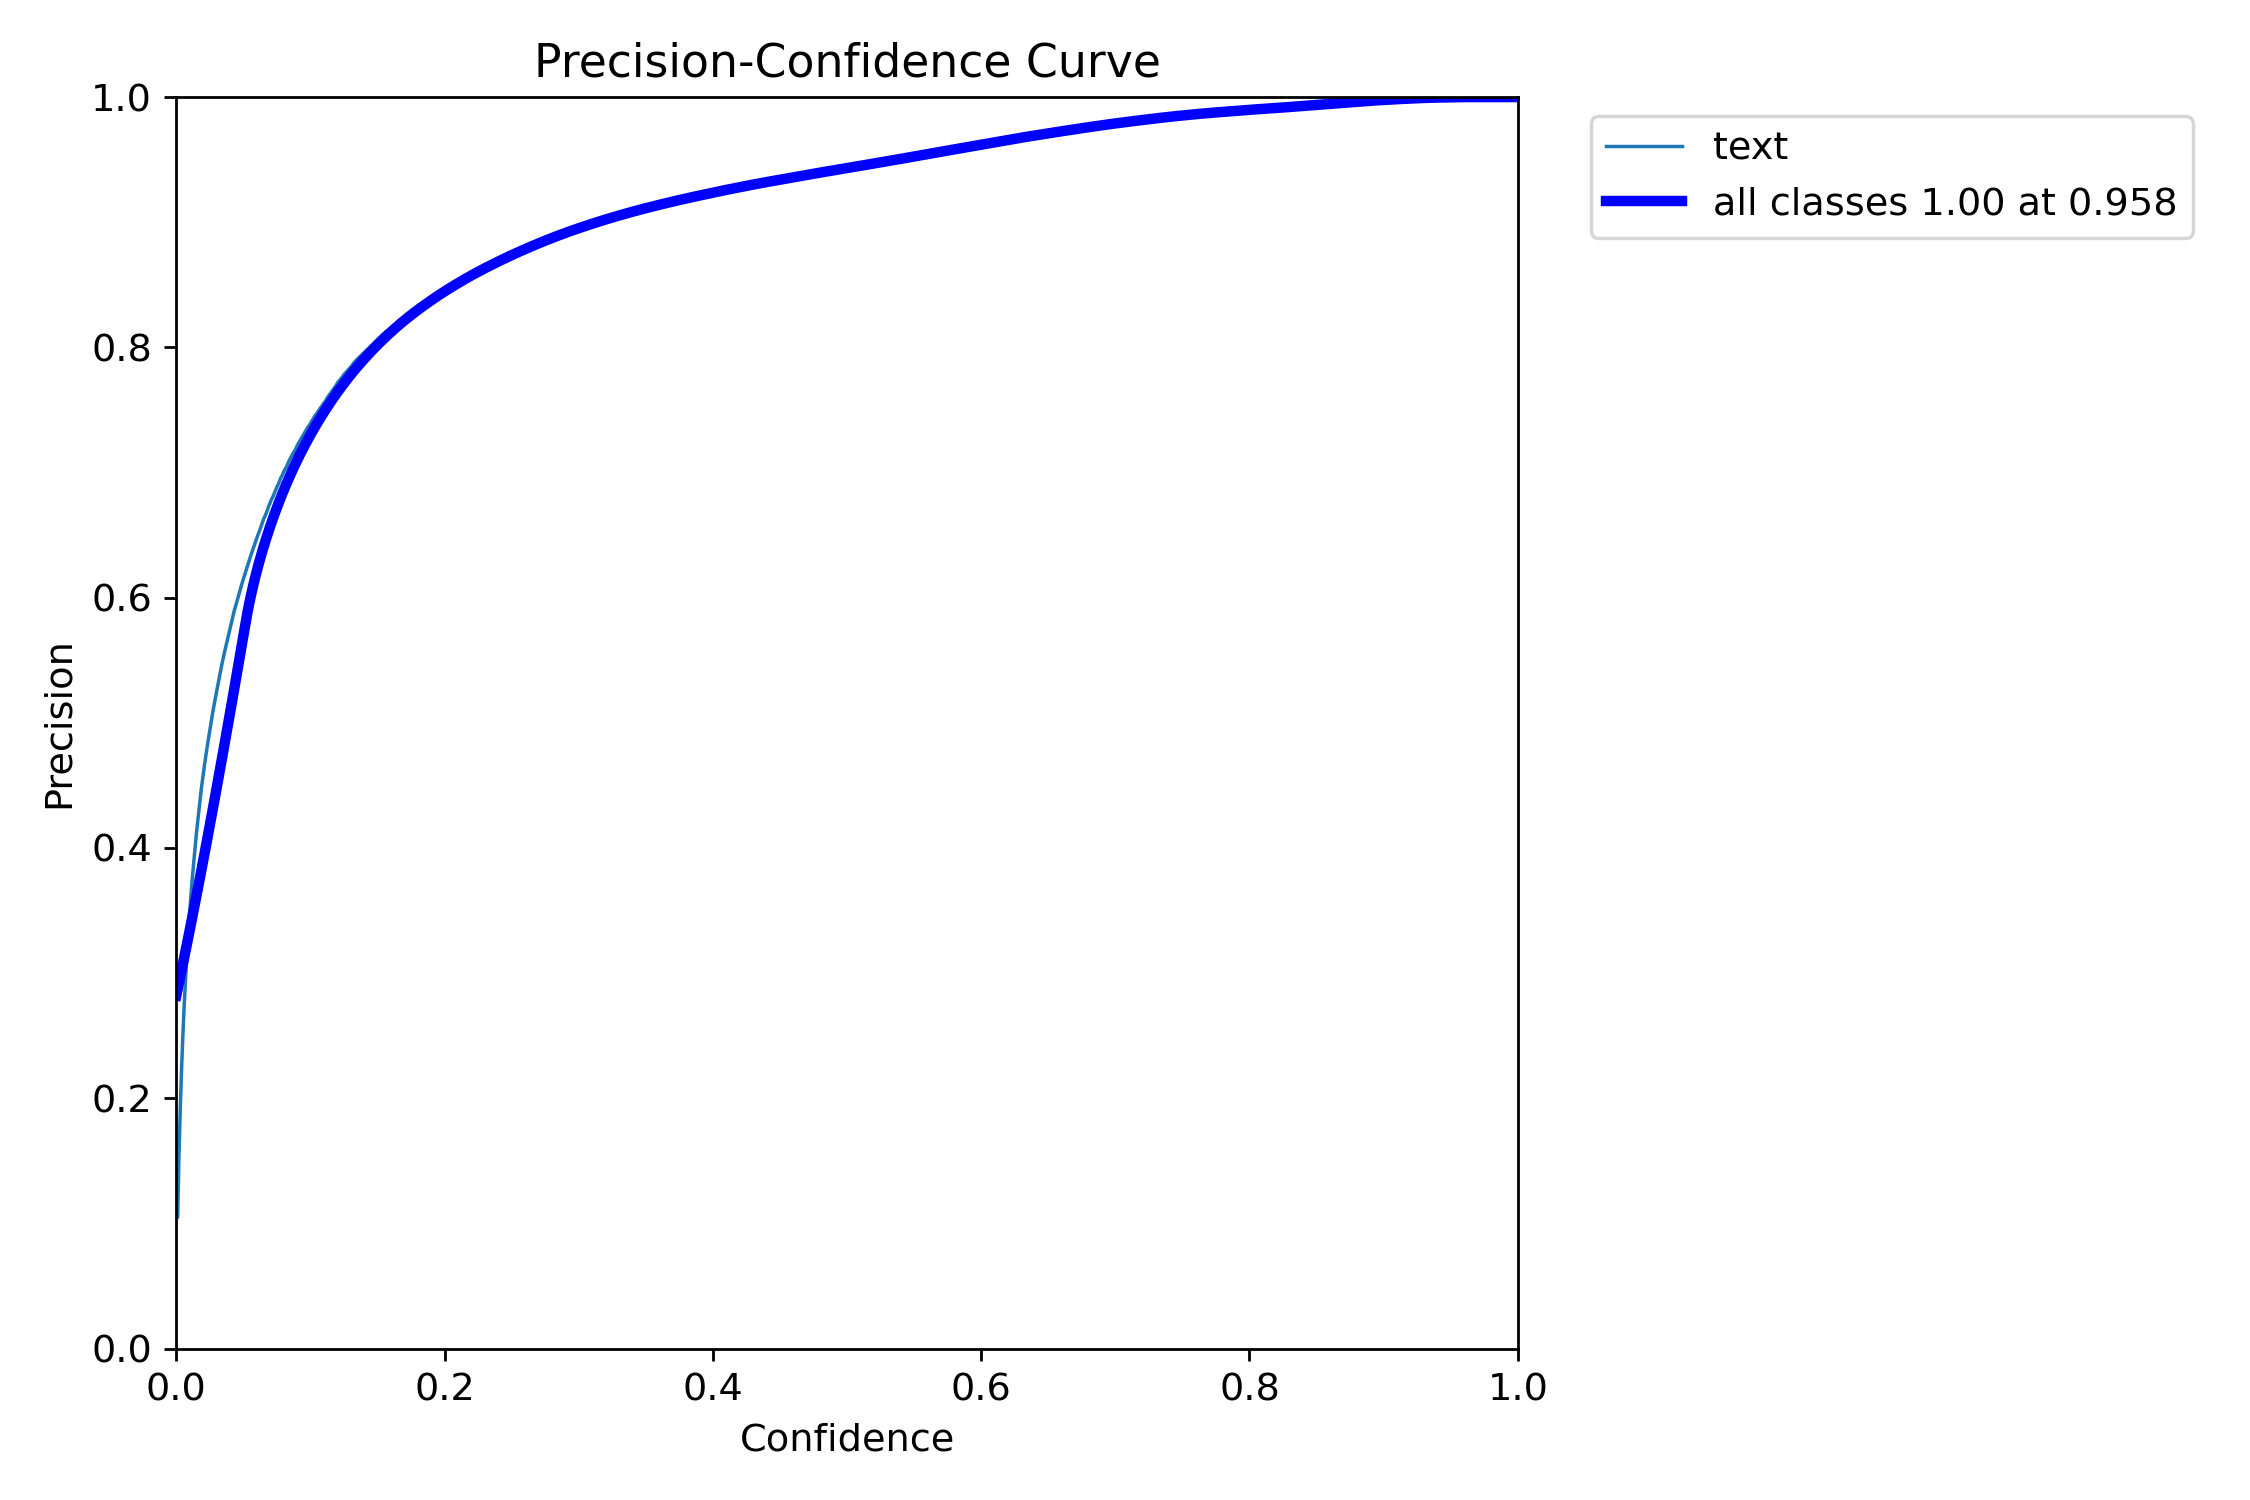 Precision-Confidence Curve
1.0
0.8
0.6
0.4
0.2
0.0
Precision
0.0 0.2 0.4 0.6 0.8 1.0
Confidence
text
all classes 1.00 at 0.958